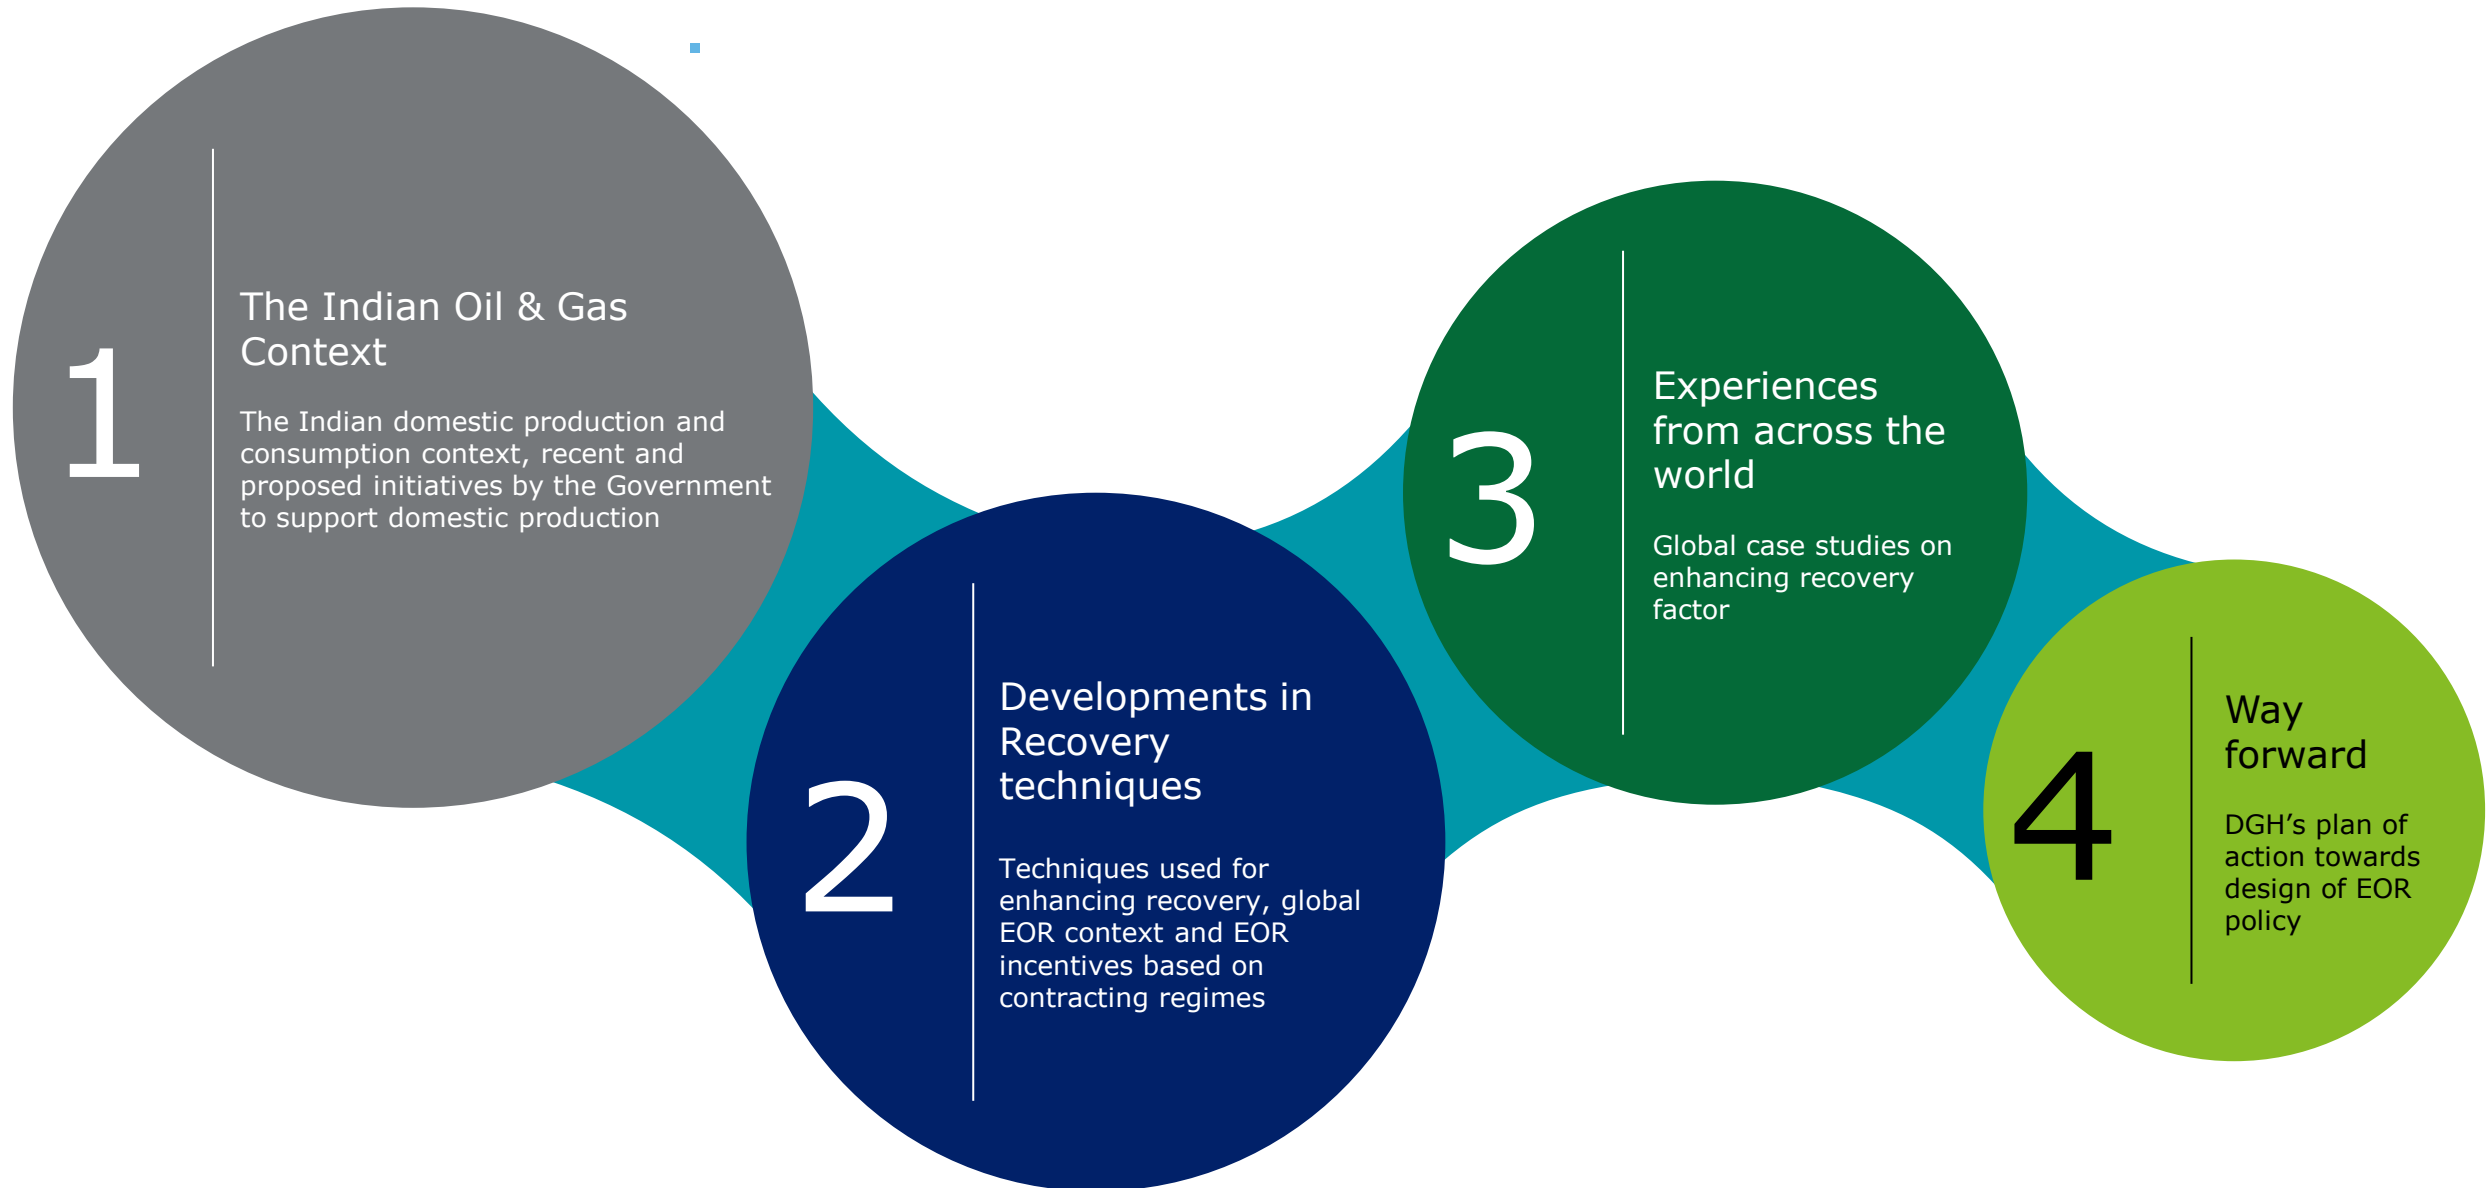 1
The Indian Oil & Gas
Context
The Indian domestic production and
consumption context, recent and
proposed initiatives by the Government
to support domestic production
2
Developments in
Recovery
techniques
Techniques used for
enhancing recovery, global
EOR context and EOR
incentives based on
contracting regimes
3
Experiences
from across the
world
Global case studies on
enhancing recovery
factor
4
Way
forward
DGH’s plan of
action towards
design of EOR
policy